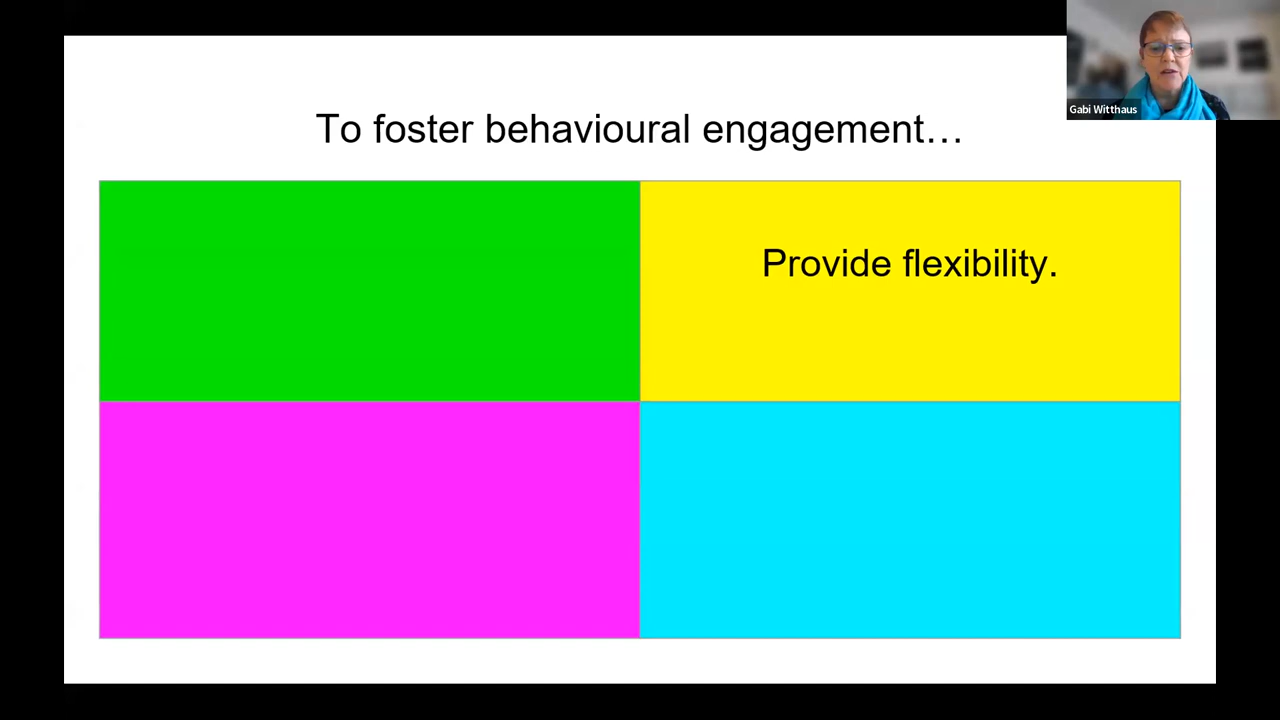 Gabi Witthaus
To foster behavioural engagement…
Provide flexibility.